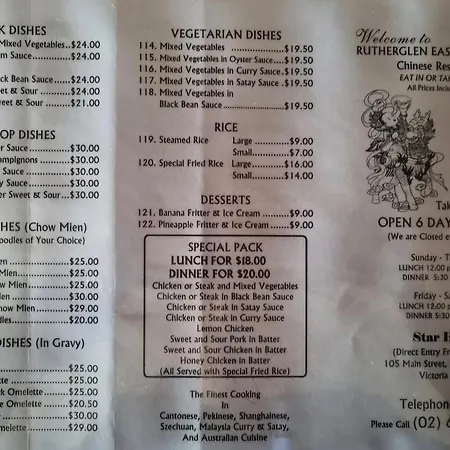 K DISHES
Mixed Vegetables..$24.00
m Sauce ....$24.00
Black Bean Sauce....$24.00
et & Sour ....$24.00
weet & Sour ....$21.00
OP DISHES
r Sauce ....$30.00
ampignons ....$30.00
Sauce ....$30.00
y Sauce ....$30.00
er Sweet & Sour..$30.00
SHES (Chow Mien)
oodles of Your Choice)
en ....$25.00
Mien ....$25.00
Mien....$25.00
lien ....$30.00
how Mien ....$29.00
dles....$20.00
DISHES (In Gravy)
....$25.00
ette ....$25.00
k Omelette ....$25.00
e Omelette ....$20.50
e ....$30.00
melette ....$29.00
VEGETARIAN DISHES
114. Mixed Vegetables ....$19.50
115. Mixed Vegetables in Oyster Sauce....$19.50
116. Mixed Vegetables in Curry Sauce..$19.50
117. Mixed Vegetables in Satay Sauce ..$19.50
118. Mixed Vegetables in
Black Bean Sauce....$19.50
RICE
119. Steamed Rice Large ....$9.00
Small....$7.00
120. Special Fried Rice Large ....$16.00
Small....$14.00
DESSERTS
121. Banana Fritter & Ice Cream ....$9.00
122. Pineapple Fritter & Ice Cream ....$9.00
SPECIAL PACK
LUNCH FOR $18.00
DINNER FOR $20.00
Chicken or Steak and Mixed Vegetables
Chicken or Steak in Black Bean Sauce
Chicken or Steak in Satay Sauce
Chicken or Steak in Curry Sauce
Lemon Chicken
Sweet and Sour Pork in Batter
Sweet and Sour Chicken in Batter
Honey Chicken in Batter
(All Served with Special Fried Rice)
The Finest Cooking
In
Cantonese, Pekinese, Shanghainese,
Szechuan, Malaysia Curry & Satay,
And Australian Cuisine
Welcome to
RUTHERGLEN EAS
Chinese Res
EAT IN OR TAK
All Prices Inclu
Tak
OPEN 6 DAY
(We are Closed e
Sunday - T
LUNCH 12:00 p
DINNER 5:30
Friday - Sa
LUNCH 12:00 p
DINNER 5:30
Star
(Direct Entry Fr
105 Main Street,
Victoria
Telephon
Please Call (02) 6